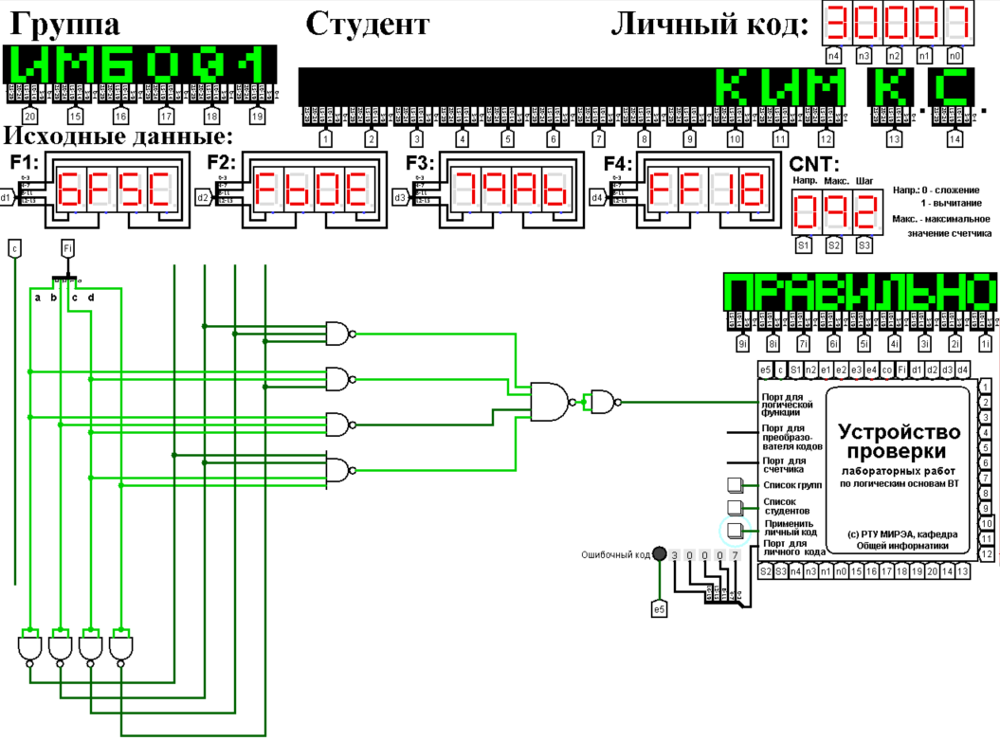 Группа Студент Личный код: 30007
n4 n3 n2 n1 n0
ИМБО01 КИМ К. С.
20 15 16 17 18 19
1 2 3 4 5 6 7 8 9 10 11 12 13 14
Исходные данные:
F1: 6F5C F2: F60E F3: 79A6 F4: FF18 CNT:
d1 d2 d3 d4
Напр. Макс. Шаг
092
S1 S2 S3
Напр.: 0 - сложение
1 - вычитание
Макс. - максимальное
значение счетчика
c Fi
a b c d
ПРАВИЛЬНО
9i 8i 7i 6i 5i 4i 3i 2i 1i
e5 c S1 n2 e1 e2 e3 e4 co Fi d1 d2 d3 d4
Порт для
логической
функции
Порт для
преобразо-
вателя кодов
Порт для
счетчика
Список групп
Список
студентов
Применить
личный код
Порт для
личного кода
Устройство
проверки
лабораторных работ
по логическим основам ВТ
(с) РТУ МИРЭА, кафедра
Общей информатики
1
2
3
4
5
6
7
8
9
10
11
12
S2 S3 n4 n3 n1 n0 15 16 17 18 19 20 14 13
Ошибочный код 3 0 0 0 7
e5